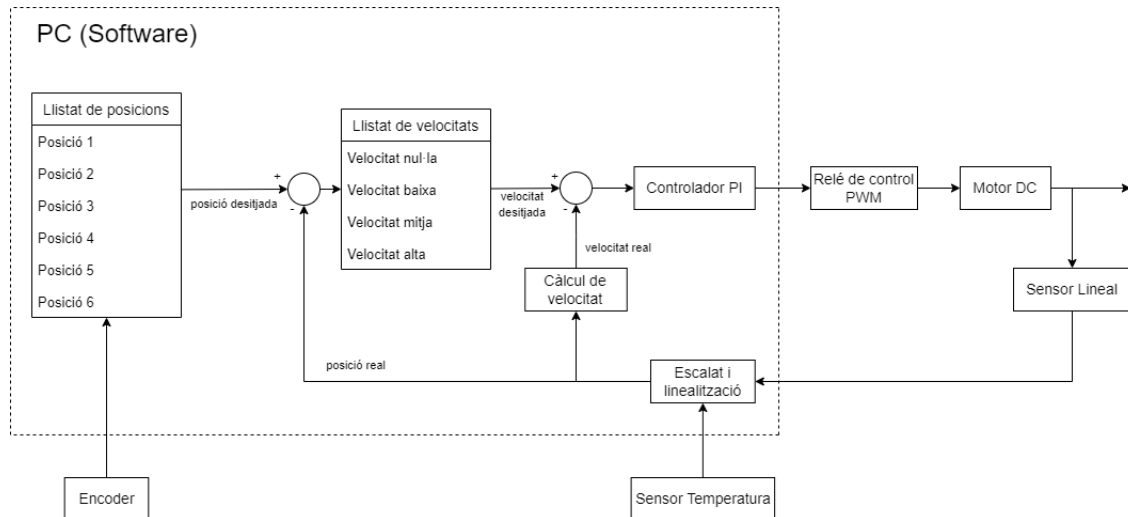 PC (Software)
Llistat de posicions
Posició 1
Posició 2
Posició 3
Posició 4
Posició 5
Posició 6
+
-
posició desitjada
Llistat de velocitats
Velocitat nul·la
Velocitat baixa
Velocitat mitja
Velocitat alta
+
-
velocitat
desitjada
Controlador PI
Relé de control
PWM
Motor DC
velocitat real
Càlcul de
velocitat
Sensor Lineal
posició real
Escalat i
linealització
Encoder
Sensor Temperatura